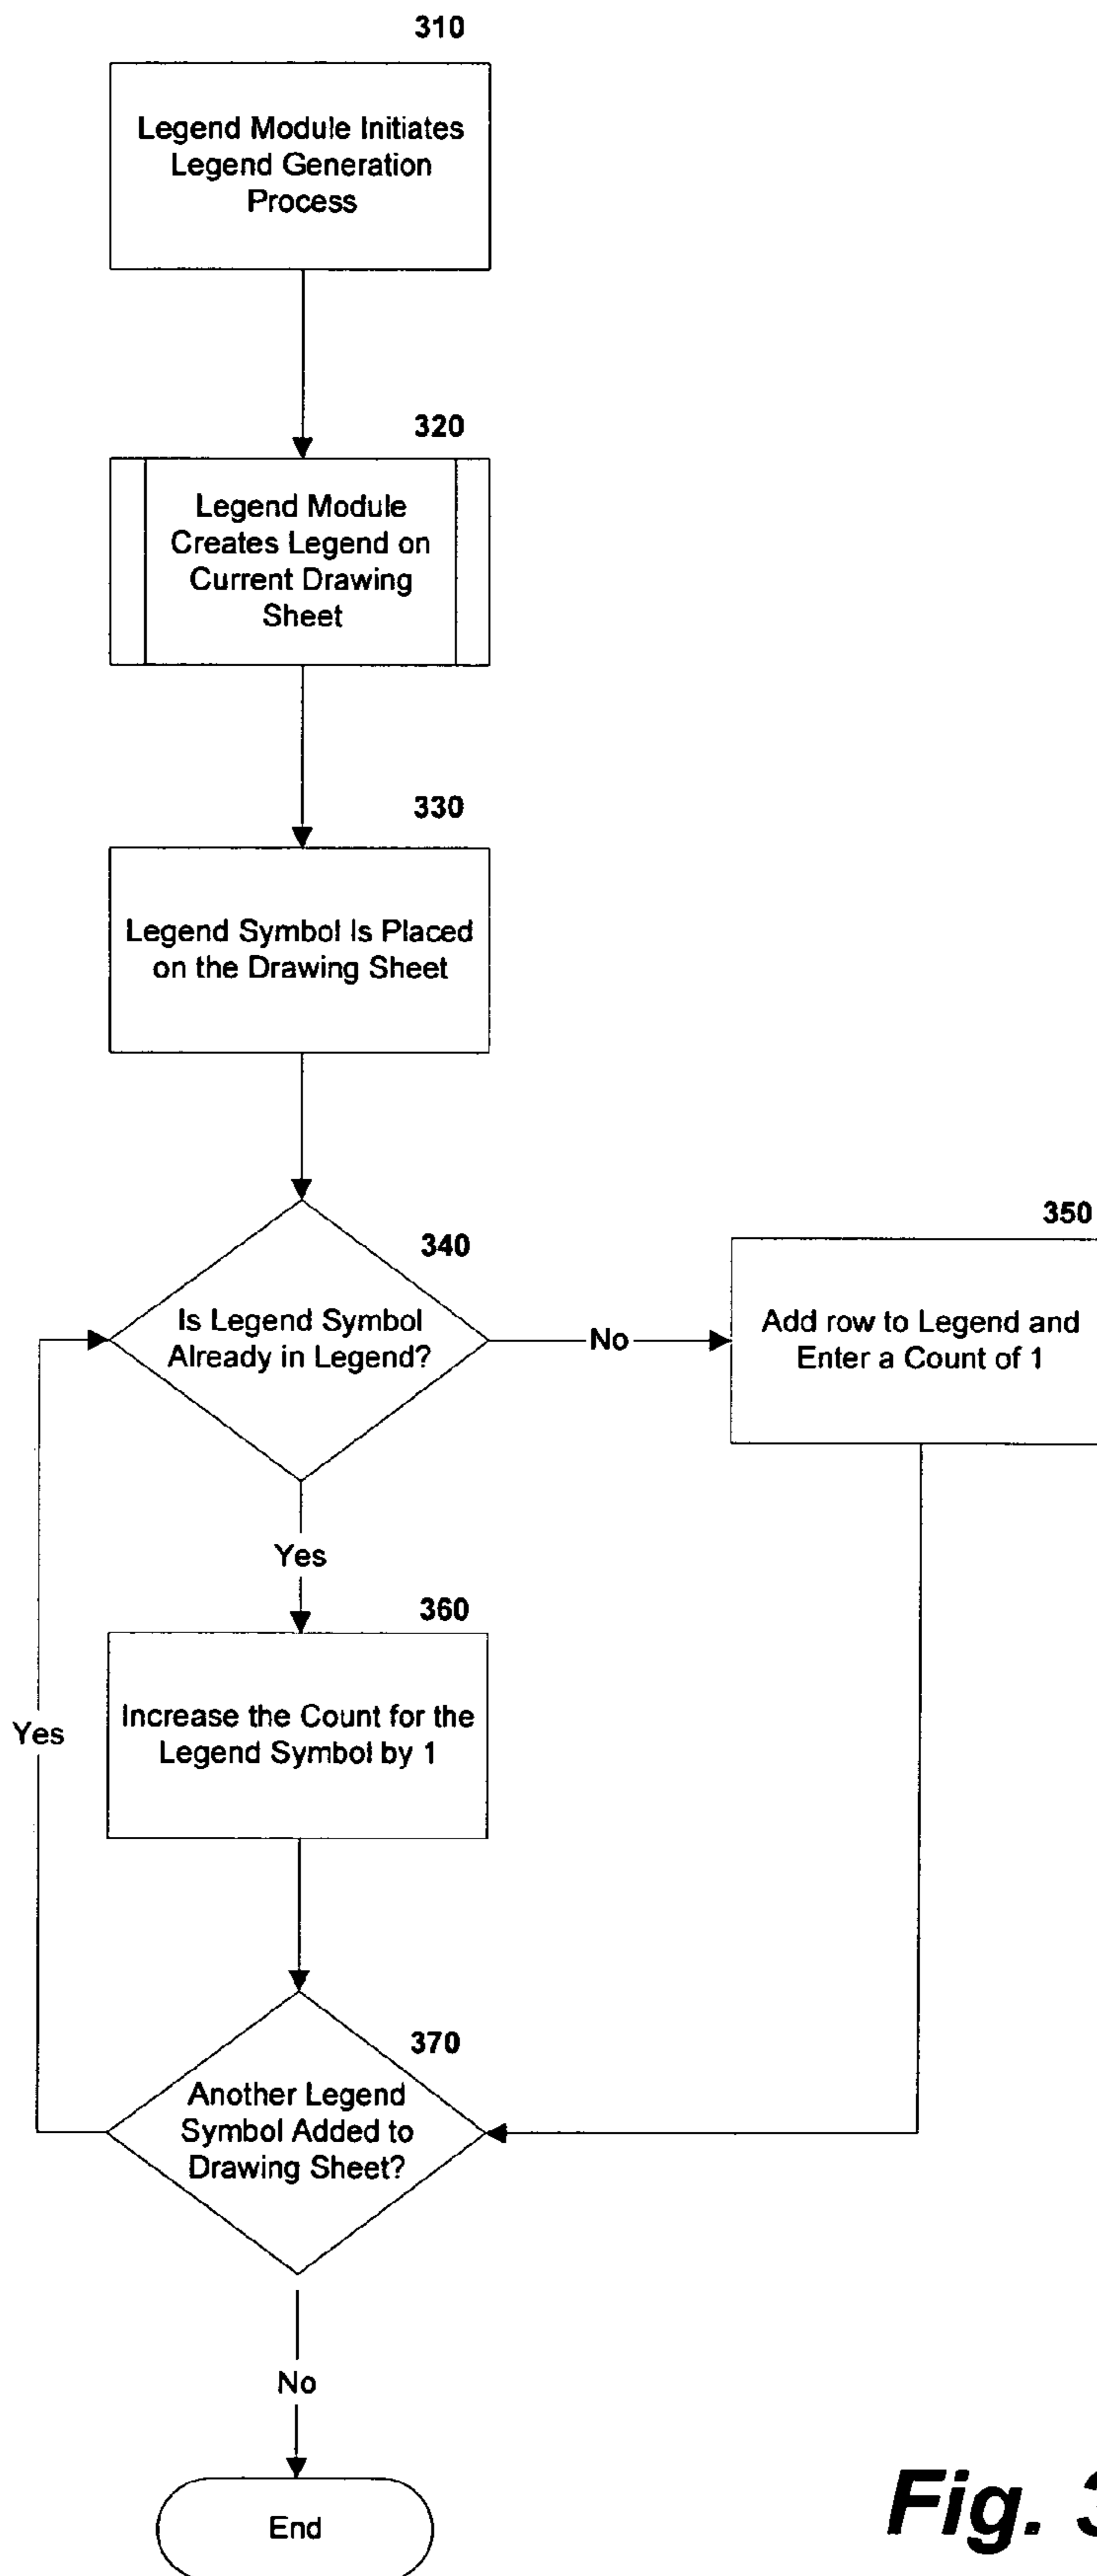 310
Legend Module Initiates
Legend Generation
Process
320
Legend Module
Creates Legend on
Current Drawing
Sheet
330
Legend Symbol Is Placed
on the Drawing Sheet
340
Is Legend Symbol
Already in Legend?
No
350
Add row to Legend and
Enter a Count of 1
Yes
360
Increase the Count for the
Legend Symbol by 1
Yes
370
Another Legend
Symbol Added to
Drawing Sheet?
No
End
Fig. 3